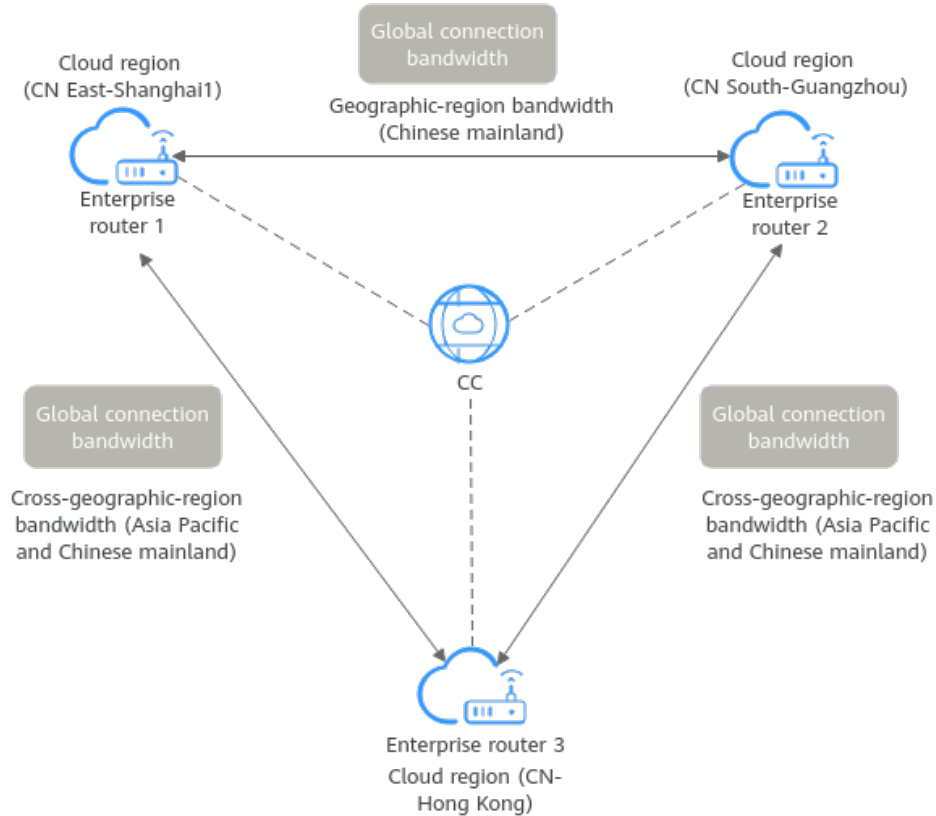 Global connection
bandwidth
Cloud region
(CN East-Shanghai1)
Cloud region
(CN South-Guangzhou)
Geographic-region bandwidth
(Chinese mainland)
Enterprise
router 1
Enterprise
router 2
CC
Global connection
bandwidth
Global connection
bandwidth
Cross-geographic-region
bandwidth (Asia Pacific
and Chinese mainland)
Cross-geographic-region
bandwidth (Asia Pacific
and Chinese mainland)
Enterprise router 3
Cloud region (CN-
Hong Kong)